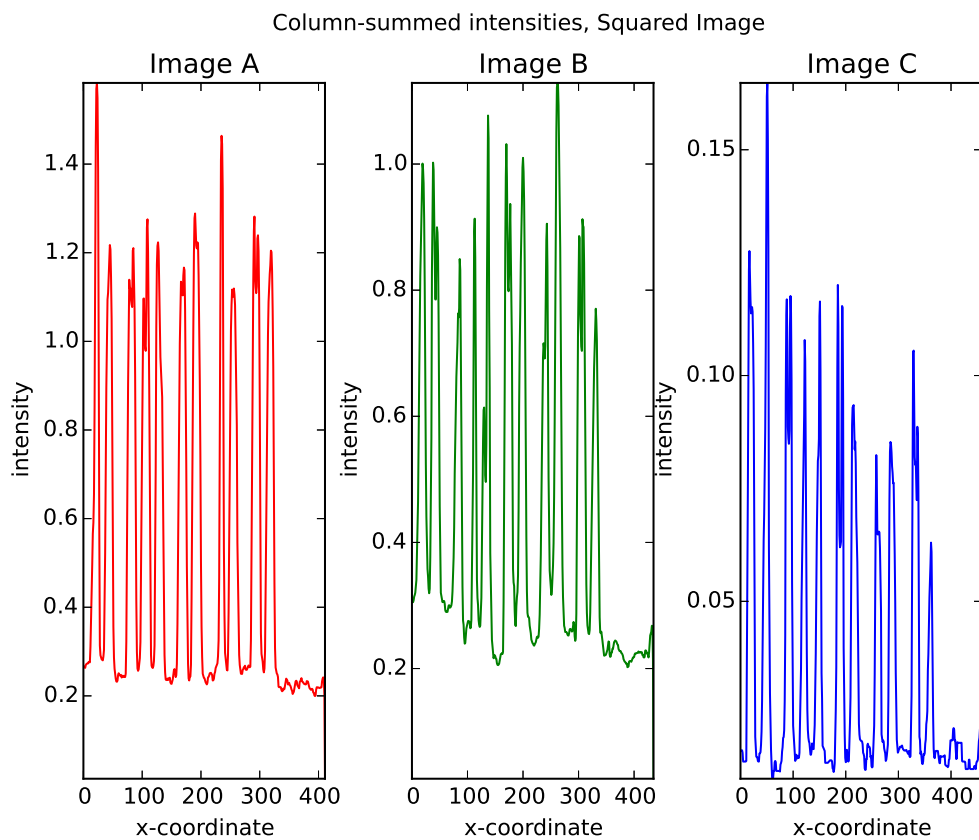 Column-summed intensities, Squared Image
Image A
Image B
Image C
intensity
1.4
1.2
1.0
0.8
0.6
0.4
0.2
0 100 200 300 400
x-coordinate
intensity
1.0
0.8
0.6
0.4
0.2
0 100 200 300 400
x-coordinate
intensity
0.15
0.10
0.05
0 100 200 300 400
x-coordinate